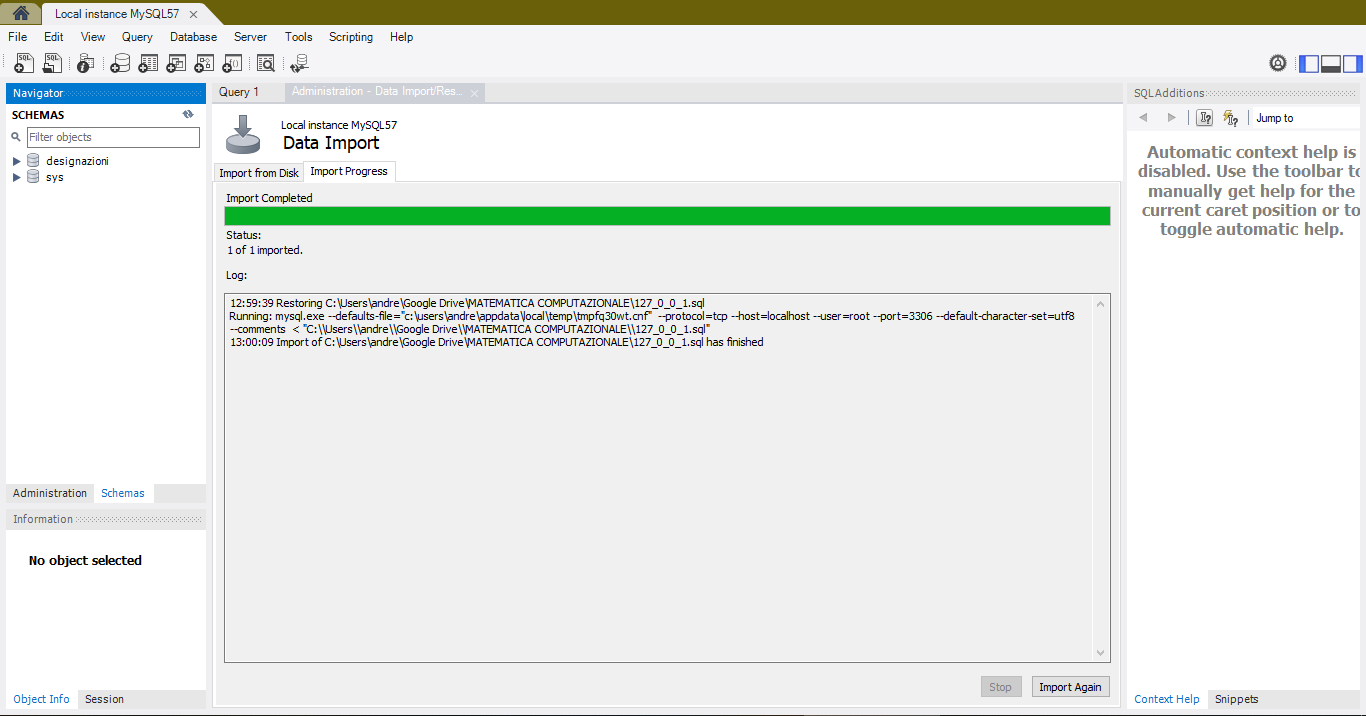 Local instance MySQL57
File Edit View Query Database Server Tools Scripting Help
Navigator
SCHEMAS
Filter objects
designazioni
sys
Administration Schemas
Information
No object selected
Object Info Session
Query 1 Administration - Data Import/Res...
Local instance MySQL57
Data Import
Import from Disk Import Progress
Import Completed
Status:
1 of 1 imported.
Log:
12:59:39 Restoring C:\Users\andre\Google Drive\MATEMATICA COMPUTAZIONALE\127_0_0_1.sql
Running: mysql.exe --defaults-file="c:\users\andre\appdata\local\temp\tmpfq30wt.cnf" --protocol=tcp --host=localhost --user=root --port=3306 --default-character-set=utf8
--comments < "C:\\Users\\andre\\Google Drive\\MATEMATICA COMPUTAZIONALE\\127_0_0_1.sql"
13:00:09 Import of C:\Users\andre\Google Drive\MATEMATICA COMPUTAZIONALE\127_0_0_1.sql has finished
Stop Import Again
SQLAdditions
Jump to
Automatic context help is
disabled. Use the toolbar to
manually get help for the
current caret position or to
toggle automatic help.
Context Help Snippets